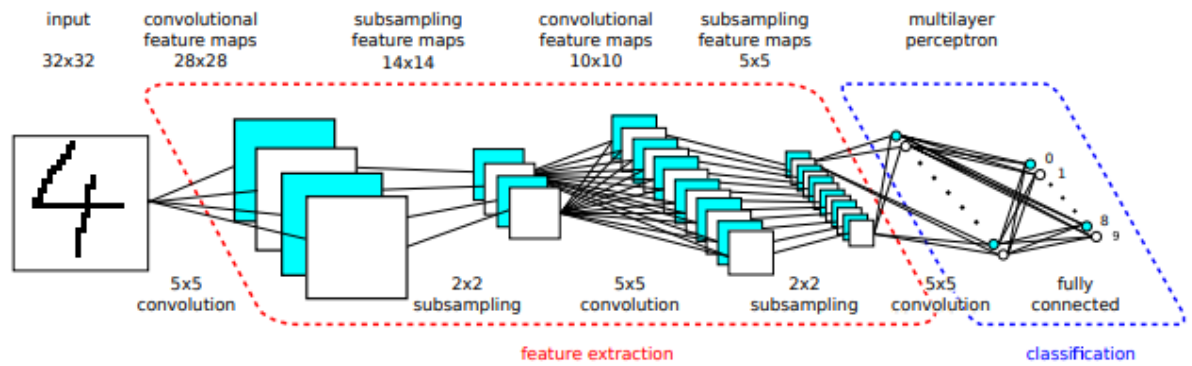 input
32x32
convolutional
feature maps
28x28
subsampling
feature maps
14x14
convolutional
feature maps
10x10
subsampling
feature maps
5x5
multilayer
perceptron
4
0
1
8
9
5x5
convolution
2x2
subsampling
5x5
convolution
2x2
subsampling
5x5
convolution
fully
connected
feature extraction
classification